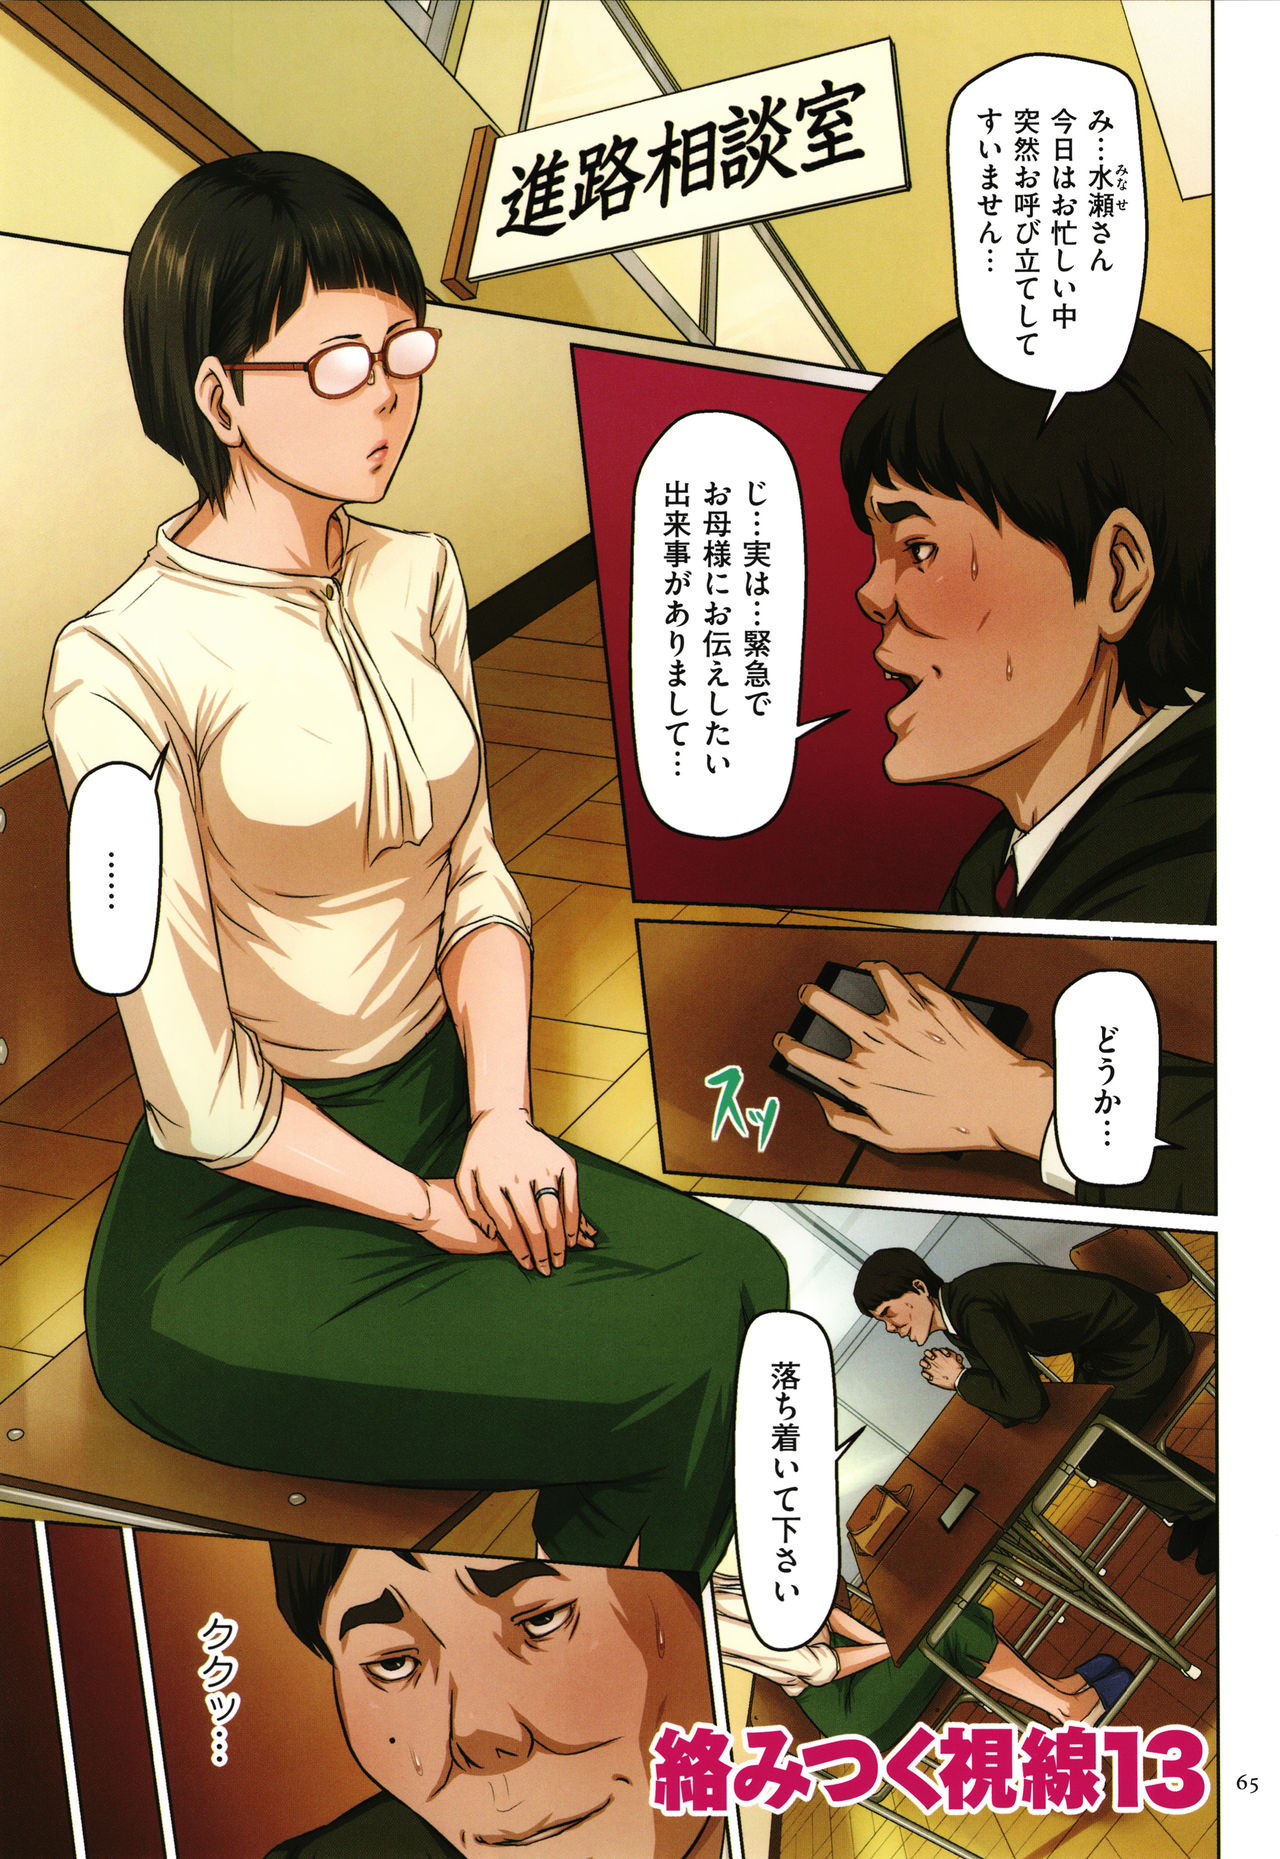 進路相談室
み…水瀬さん
みなせ
今日はお忙しい中
突然お呼び立てして
すいません…
じ…実は…緊急で
お母様にお伝えしたい
出来事がありまして…
……
どうか…
スッ
落ち着いて下さい
ククッ…
絡みつく視線13
65